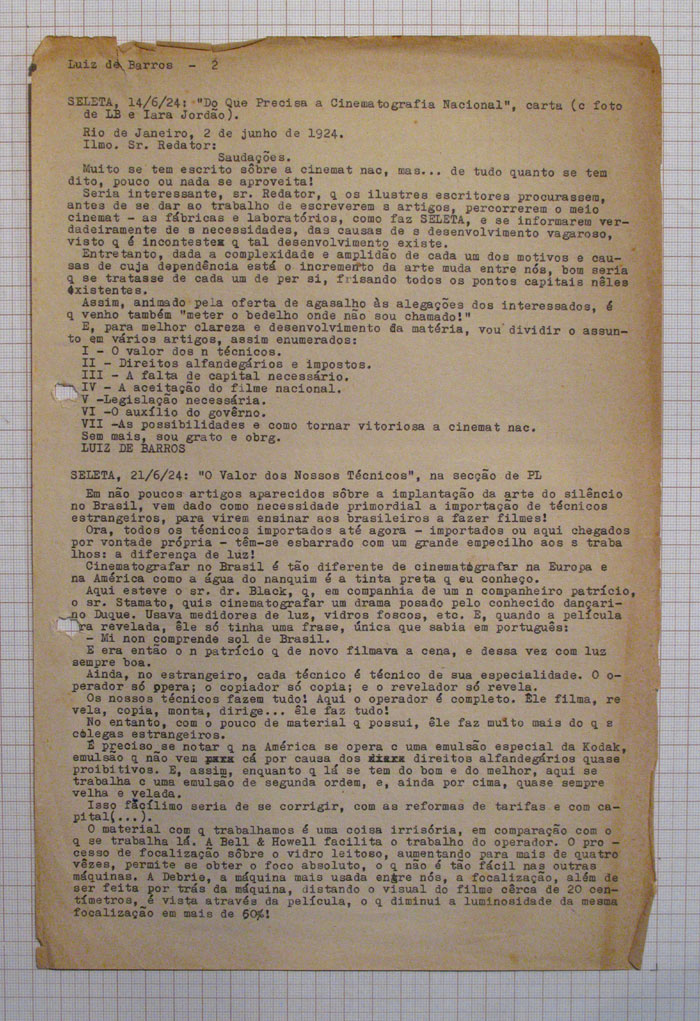 Luiz de Barros - 2
SELETA, 14/6/24: "Do Que Precisa a Cinematografia Nacional", carta (c foto
de LB e Iara Jordão).
Rio de Janeiro, 2 de junho de 1924.
Ilmo. Sr. Redator:
Saudações.
Muito se tem escrito sôbre a cinemat nac, mas... de tudo quanto se tem
dito, pouco ou nada se aproveita!
Seria interessante, sr. Redator, q os ilustres escritores procurassem,
antes de se dar ao trabalho de escreverem s artigos, percorrerem o meio
cinemat - as fábricas e laboratórios, como faz SELETA, e se informarem ver-
dadeiramente de s necessidades, das causas de s desenvolvimento vagaroso,
visto q é inconteste q tal desenvolvimento existe.
Entretanto, dada a complexidade e amplidão de cada um dos motivos e cau-
sas de cuja dependência está o incremento da arte muda entre nós, bom seria
q se tratasse de cada um de per si, frisando todos os pontos capitais nêles
existentes.
Assim, animado pela oferta de agasalho às alegações dos interessados, é
q venho também "meter o bedelho onde não sou chamado!"
E, para melhor clareza e desenvolvimento da matéria, vou dividir o assun-
to em vários artigos, assim enumerados:
I - O valor dos n técnicos.
II - Direitos alfandegários e impostos.
III - A falta de capital necessário.
IV - A aceitação do filme nacional.
V -Legislação necessária.
VI -O auxílio do govêrno.
VII -As possibilidades e como tornar vitoriosa a cinemat nac.
Sem mais, sou grato e obrg.
LUIZ DE BARROS
SELETA, 21/6/24: "O Valor dos Nossos Técnicos", na secção de PL
Em não poucos artigos aparecidos sôbre a implantação da arte do silêncio
no Brasil, vem dado como necessidade primordial a importação de técnicos
estrangeiros, para virem ensinar aos brasileiros a fazer filmes!
Ora, todos os técnicos importados até agora - importados ou aqui chegados
por vontade própria - têm-se esbarrado com um grande empecilho aos s traba
lhos: a diferença de luz!
Cinematografar no Brasil é tão diferente de cinematografar na Europa e
na América como a água do nanquim é a tinta preta q eu conheço.
Aqui esteve o sr. dr. Black, q, em companhia de um n companheiro patrício,
o sr. Stamato, quis cinematografar um drama posado pelo conhecido dançari-
no Duque. Usava medidores de luz, vidros foscos, etc. E, quando a película
era revelada, êle só tinha uma frase, única que sabia em português:
- Mi non comprende sol de Brasil.
E era então o n patrício q de novo filmava a cena, e dessa vez com luz
sempre boa.
Ainda, no estrangeiro, cada técnico é técnico de sua especialidade. O o-
perador só opera; o copiador só copia; e o revelador só revela.
Os nossos técnicos fazem tudo! Aqui o operador é completo. Êle filma, re
vela, copia, monta, dirige... êle faz tudo!
No entanto, com o pouco de material q possui, êle faz muito mais do q s
colegas estrangeiros.
É preciso se notar q na América se opera c uma emulsão especial da Kodak,
emulsão q não vem cá por causa dos direitos alfandegários quase
proibitivos. E, assim, enquanto q lá se tem do bom e do melhor, aqui se
trabalha c uma emulsão de segunda ordem, e, ainda por cima, quase sempre
velha e velada.
Isso facílimo seria de se corrigir, com as reformas de tarifas e com ca-
pital(...).
O material com q trabalhamos é uma coisa irrisória, em comparação com o
q se trabalha lá. A Bell & Howell facilita o trabalho do operador. O pro -
cesso de focalização sôbre o vidro leitoso, aumentando para mais de quatro
vêzes, permite se obter o foco absoluto, o q não é tão fácil nas outras
máquinas. A Debrie, a máquina mais usada entre nós, a focalização, além de
ser feita por trás da máquina, distando o visual do filme cêrca de 20 cen-
tímetros, é vista através da película, o q diminui a luminosidade da mesma
focalização em mais de 60%!